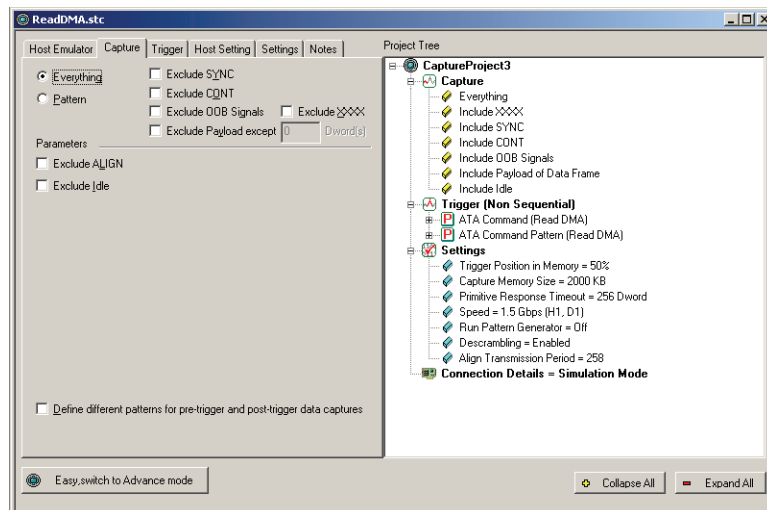 ReadDMA.stc
Host Emulator Capture Trigger Host Setting Settings Notes
Everything
Pattern
Exclude SYNC
Exclude CONT
Exclude OOB Signals
Exclude XXXX
Exclude Payload except 0 Dword(s)
Parameters
Exclude ALIGN
Exclude Idle
Define different patterns for pre-trigger and post-trigger data captures
Easy,switch to Advance mode
Project Tree
CaptureProject3
Capture
Everything
Include XXXX
Include SYNC
Include CONT
Include OOB Signals
Include Payload of Data Frame
Include Idle
Trigger (Non Sequential)
P ATA Command (Read DMA)
P ATA Command Pattern (Read DMA)
Settings
Trigger Position in Memory = 50%
Capture Memory Size = 2000 KB
Primitive Response Timeout = 256 Dword
Speed = 1.5 Gbps (H1, D1)
Run Pattern Generator = Off
Descrambling = Enabled
Align Transmission Period = 258
Connection Details = Simulation Mode
Collapse All
Expand All